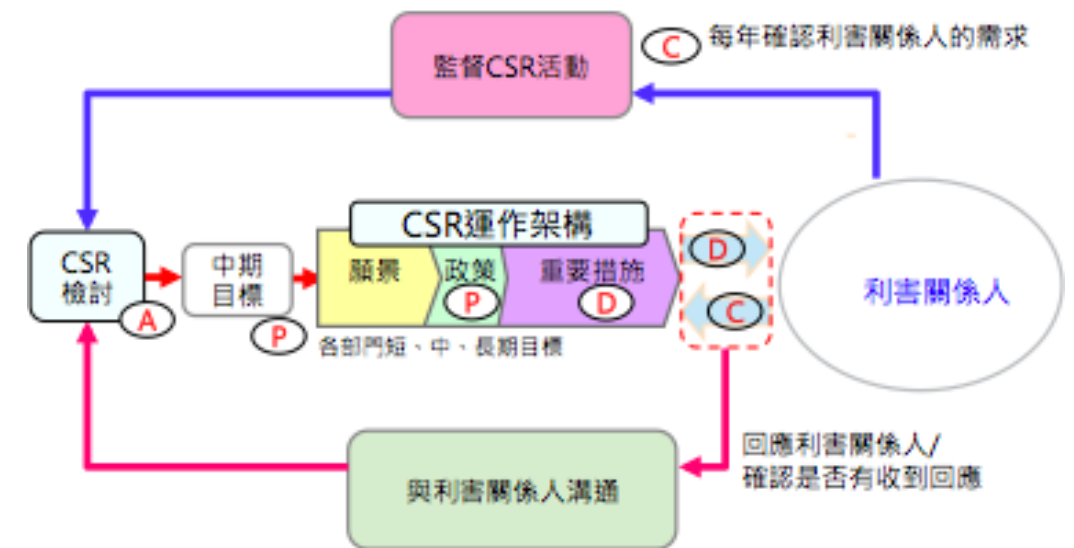 監督CSR活動
C
每年確認利害關係人的需求
CSR運作架構
CSR
檢討
A
中期
目標
P
願景
政策
P
重要措施
D
D
C
利害關係人
各部門短、中、長期目標
與利害關係人溝通
回應利害關係人/
確認是否有收到回應